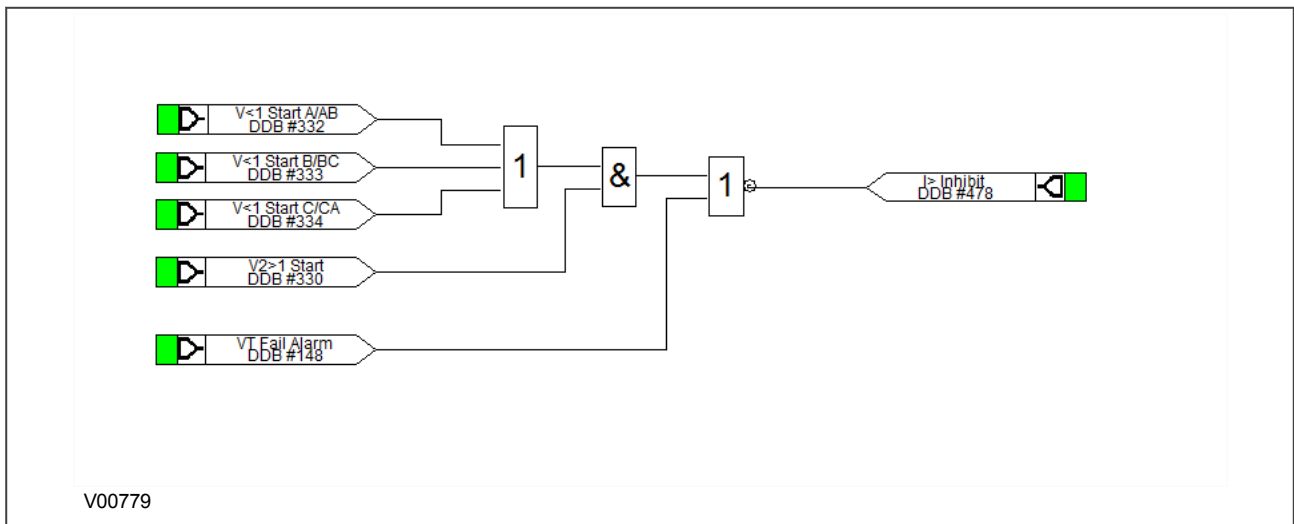 V<1 Start A/AB
DDB #332
V<1 Start B/BC
DDB #333
V<1 Start C/CA
DDB #334
V2>1 Start
DDB #330
VT Fail Alarm
DDB #148
1
&
1
I> Inhibit
DDB #478
V00779